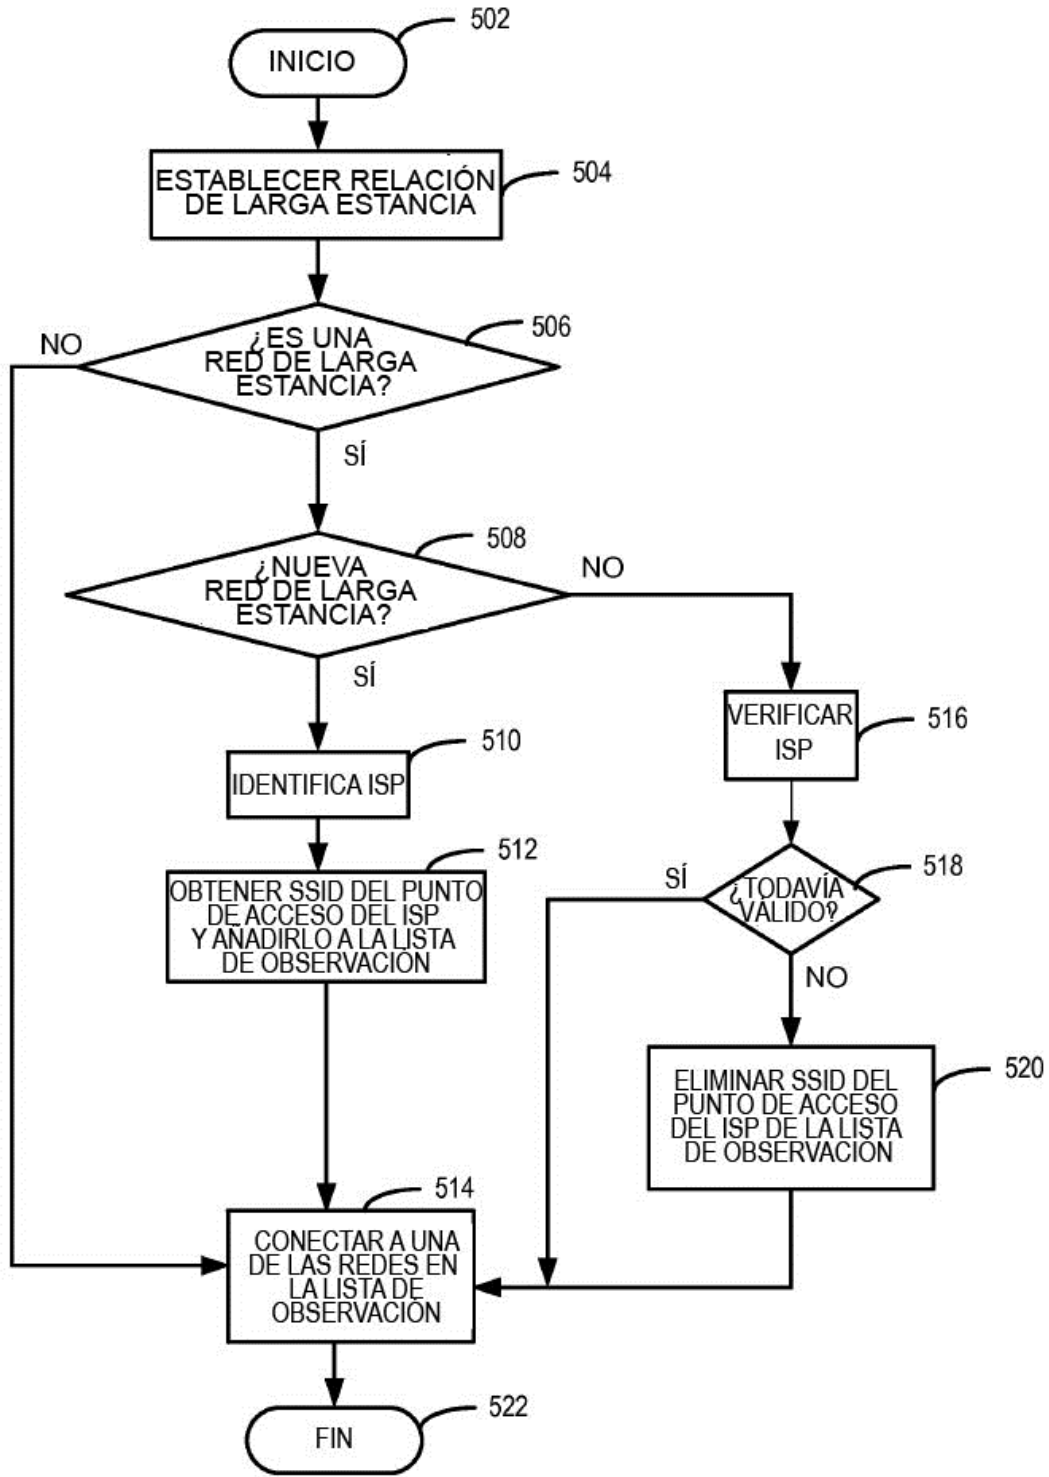 502
INICIO
504
ESTABLECER RELACIÓN
DE LARGA ESTANCIA
506
NO
¿ES UNA
RED DE LARGA
ESTANCIA?
SÍ
508
¿NUEVA
RED DE LARGA
ESTANCIA?
NO
SÍ
VERIFICAR
ISP
516
510
IDENTIFICA ISP
512
OBTENER SSID DEL PUNTO
DE ACCESO DEL ISP
Y AÑADIRLO A LA LISTA
DE OBSERVACIÓN
SÍ
518
¿TODAVÍA
VÁLIDO?
NO
520
ELIMINAR SSID DEL
PUNTO DE ACCESO
DEL ISP DE LA LISTA
DE OBSERVACIÓN
514
CONECTAR A UNA
DE LAS REDES EN
LA LISTA DE
OBSERVACIÓN
522
FIN